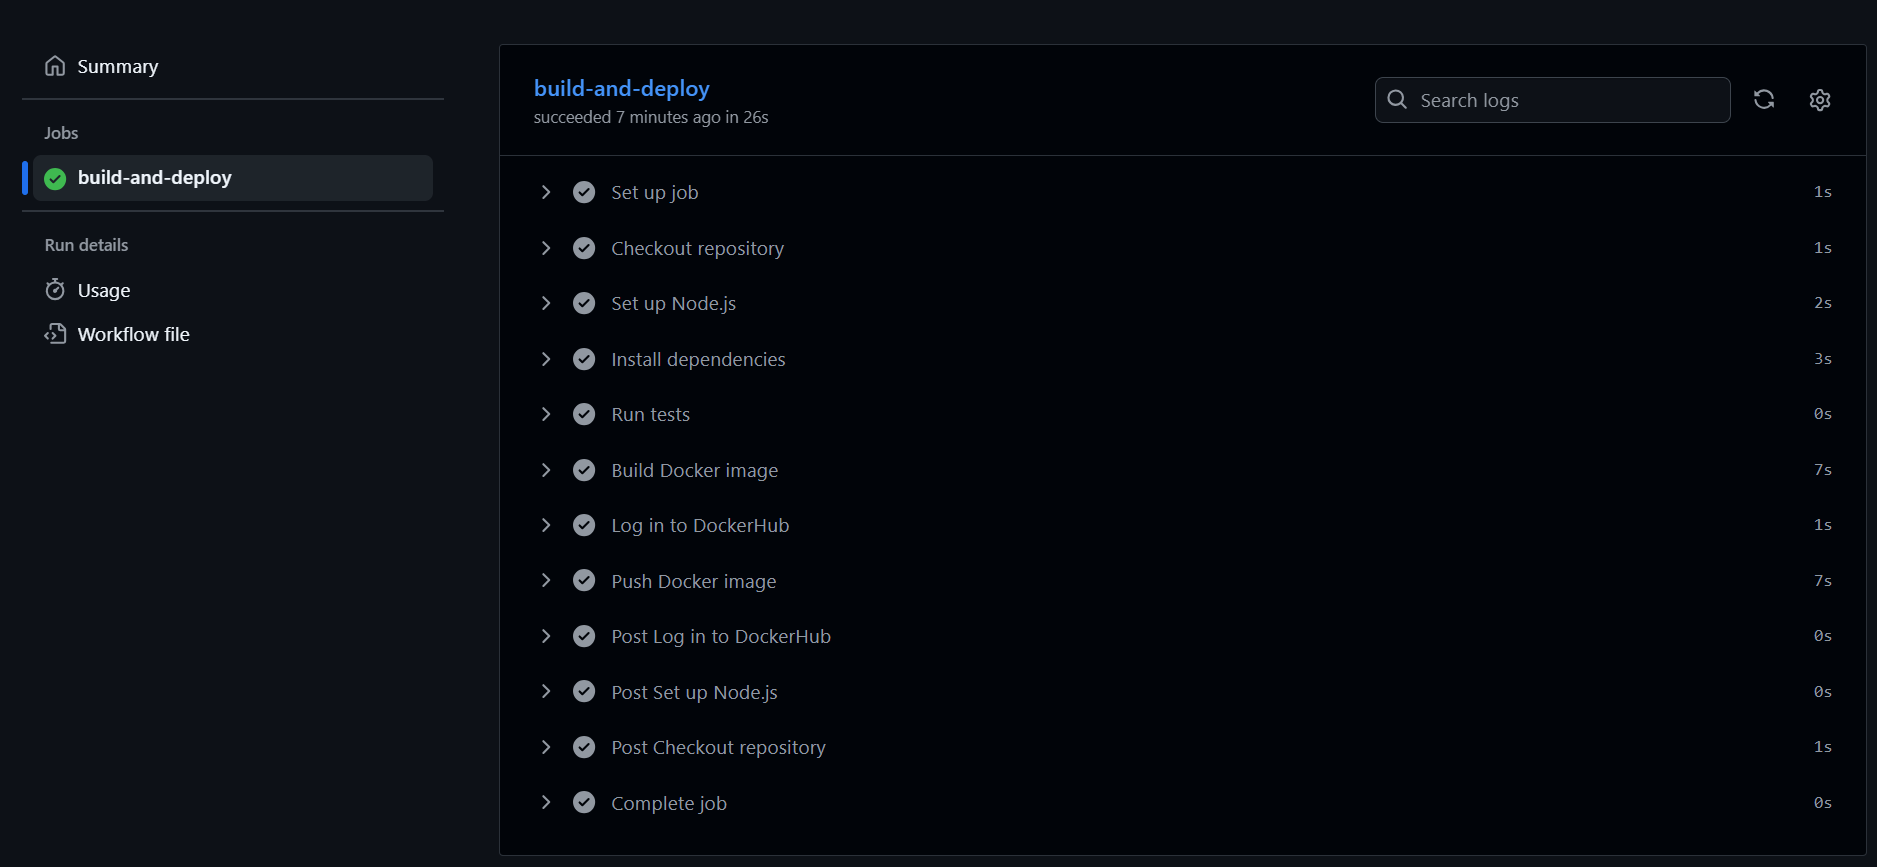 Summary
Jobs
build-and-deploy
Run details
Usage
Workflow file
build-and-deploy
succeeded 7 minutes ago in 26s
Search logs
Set up job 1s
Checkout repository 1s
Set up Node.js 2s
Install dependencies 3s
Run tests 0s
Build Docker image 7s
Log in to DockerHub 1s
Push Docker image 7s
Post Log in to DockerHub 0s
Post Set up Node.js 0s
Post Checkout repository 1s
Complete job 0s